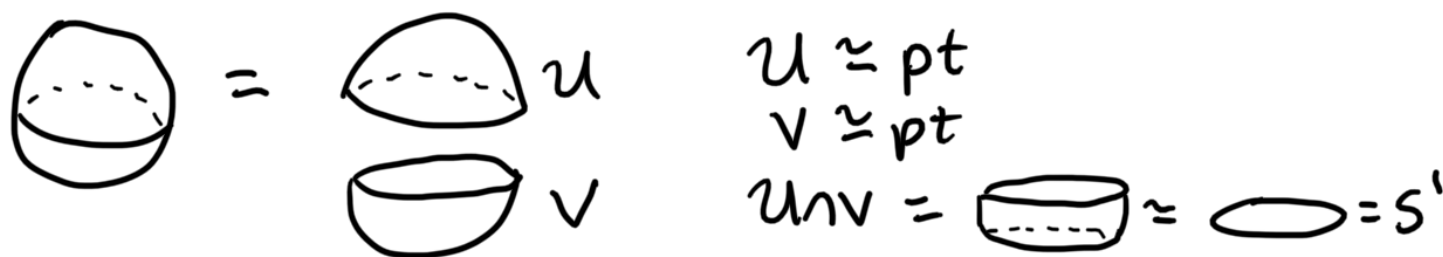 = U U ≃ pt
V V ≃ pt
U∩V = ≃ = S¹